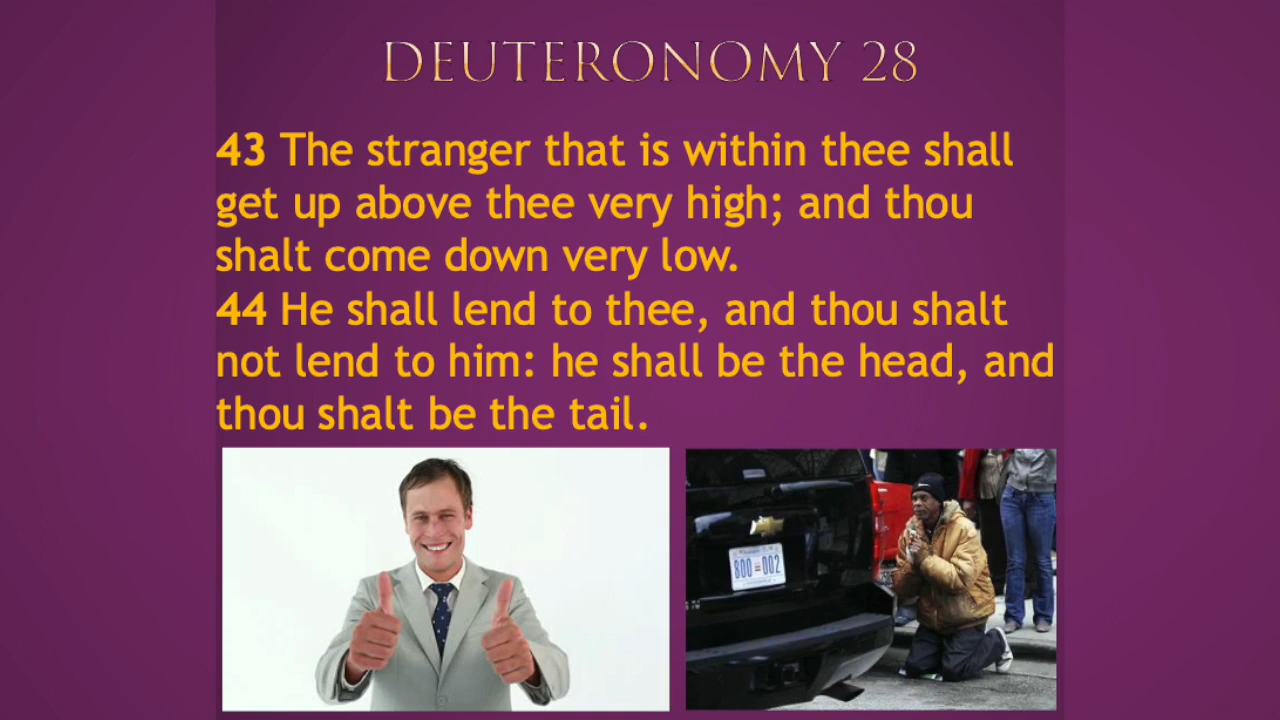 DEUTERONOMY 28
43 The stranger that is within thee shall
get up above thee very high; and thou
shalt come down very low.
44 He shall lend to thee, and thou shalt
not lend to him: he shall be the head, and
thou shalt be the tail.
800 002